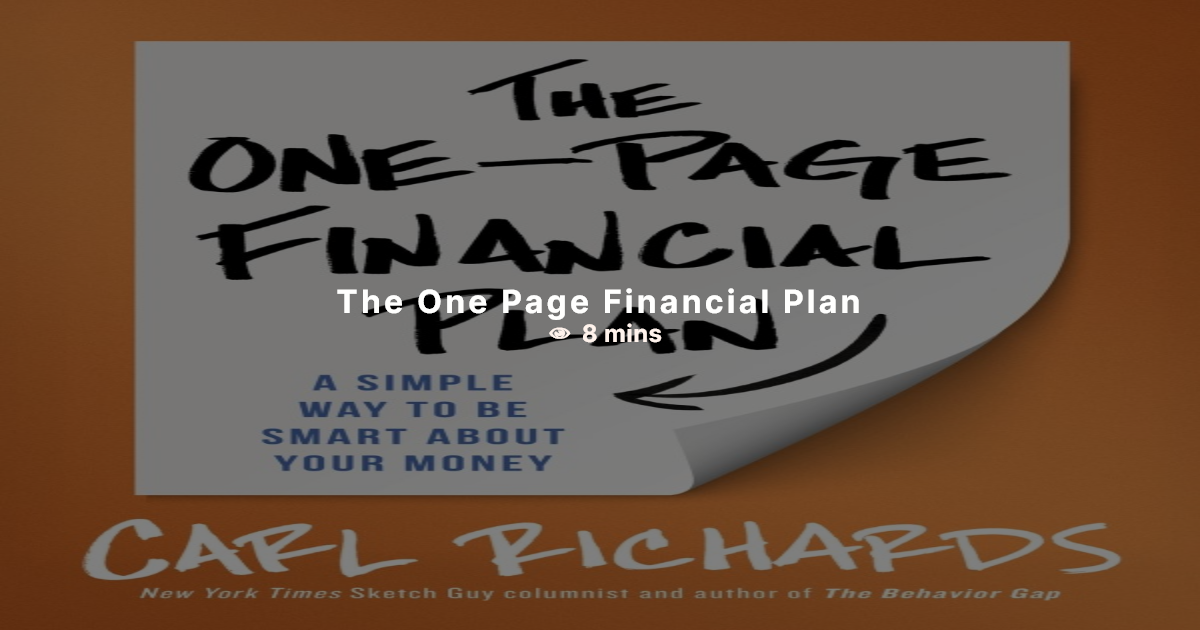 THE
ONE-PAGE
FINANCIAL
The One Page Financial Plan
PLAN
8 mins
A SIMPLE
WAY TO BE
SMART ABOUT
YOUR MONEY
CARL RICHARDS
New York Times Sketch Guy columnist and author of The Behavior Gap